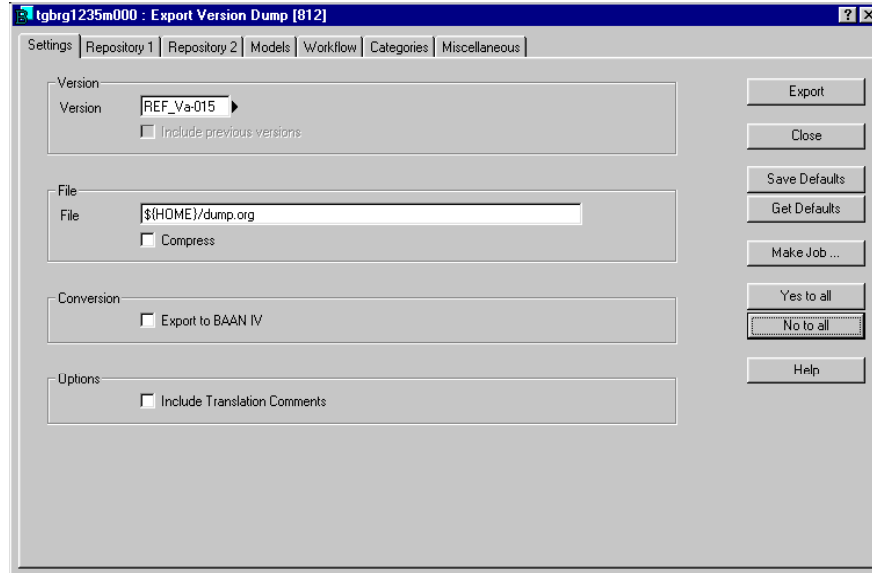 tgbrg1235m000 : Export Version Dump [812]
Settings Repository 1 Repository 2 Models Workflow Categories Miscellaneous
Version
Version REF_Va-015
Include previous versions
File
File ${HOME}/dump.org
Compress
Conversion
Export to BAAN IV
Options
Include Translation Comments
Export
Close
Save Defaults
Get Defaults
Make Job ...
Yes to all
No to all
Help